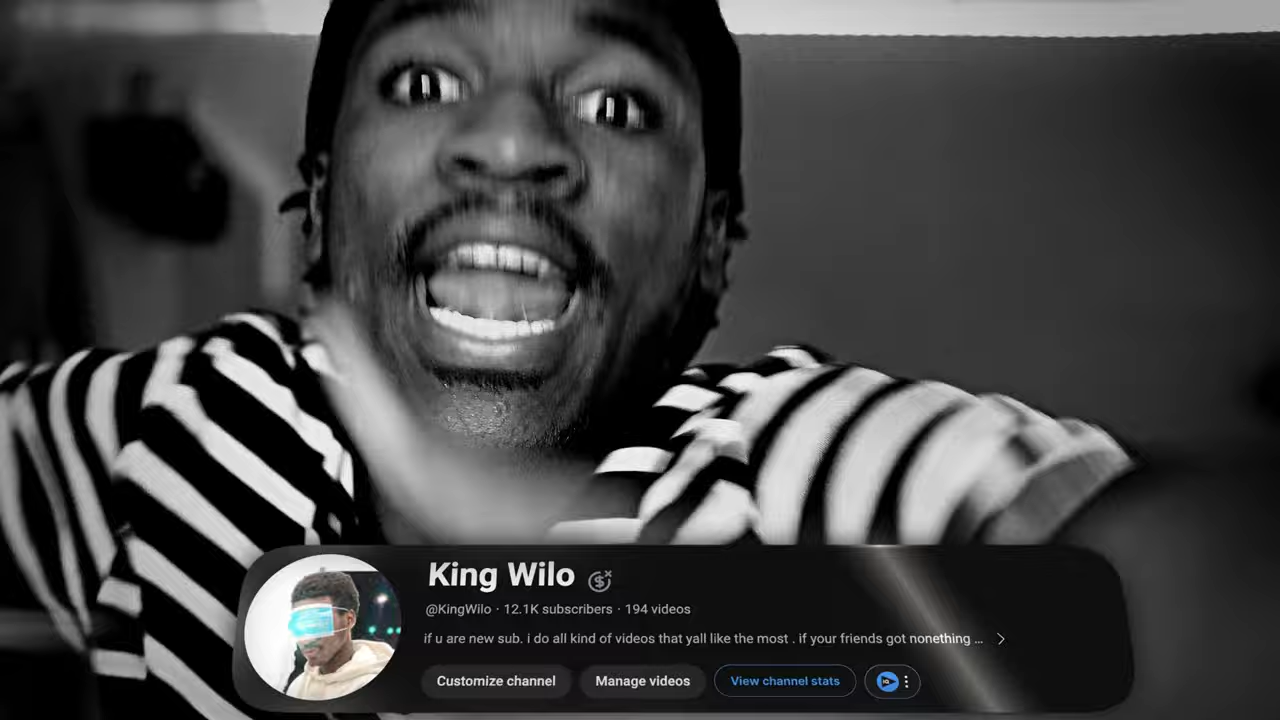 King Wilo
@KingWilo · 12.1K subscribers · 194 videos
if u are new sub. i do all kind of videos that yall like the most . if your friends got nonething ...
Customize channel Manage videos View channel stats